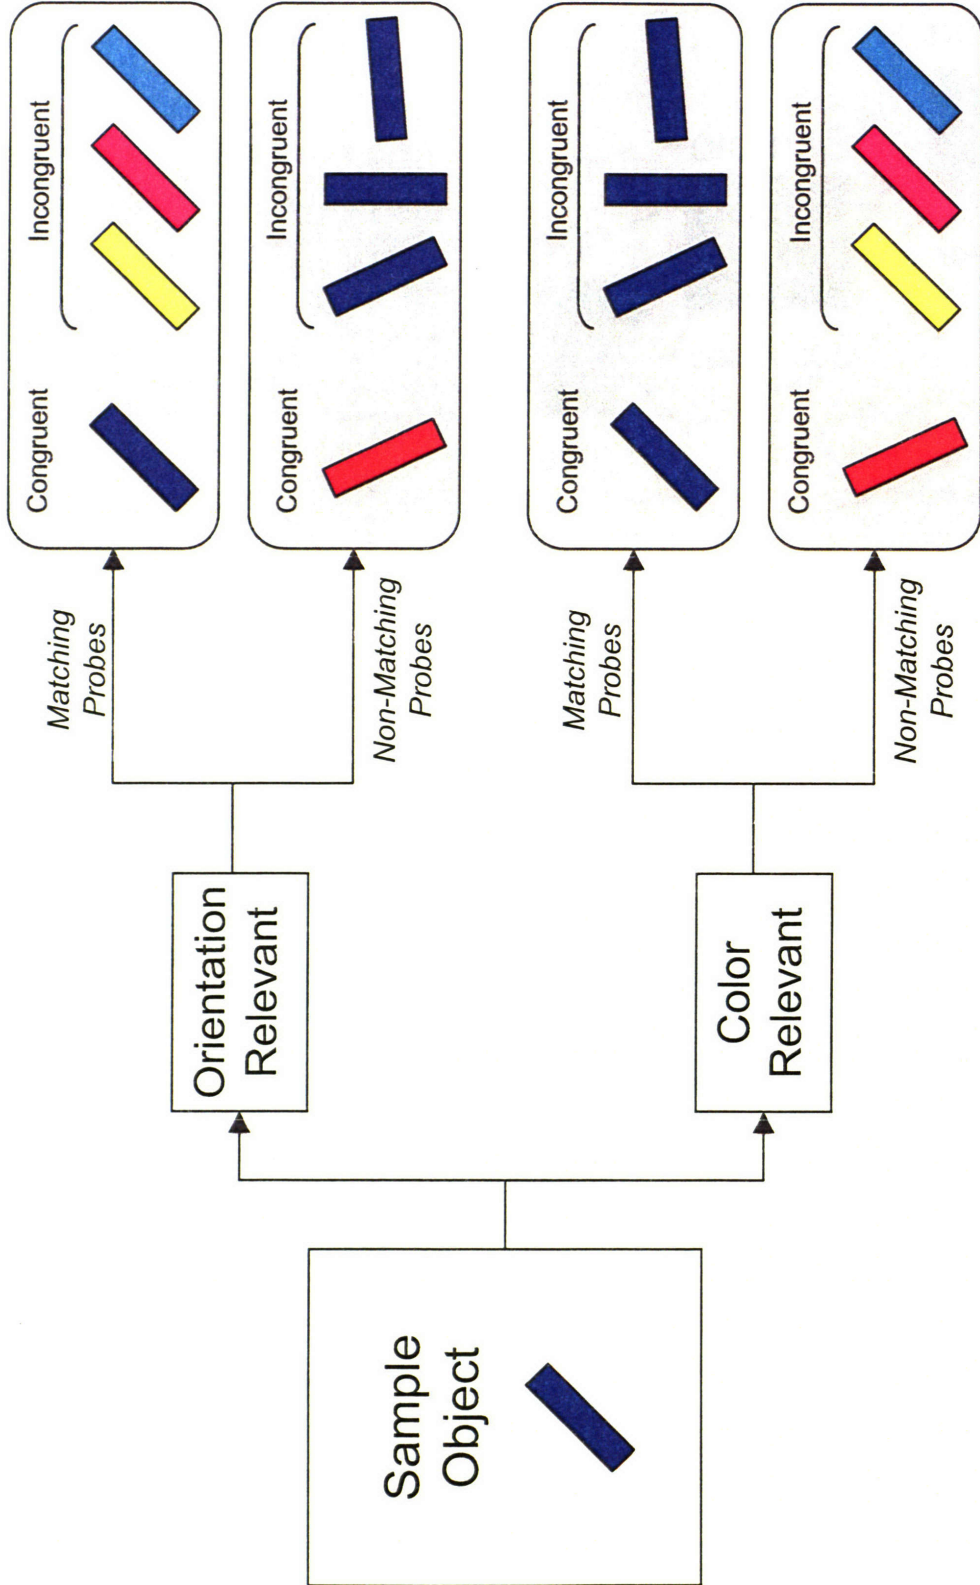 Sample
Object
Orientation
Relevant
Matching
Probes
Congruent
Incongruent
Non-Matching
Probes
Congruent
Incongruent
Color
Relevant
Matching
Probes
Congruent
Incongruent
Non-Matching
Probes
Congruent
Incongruent